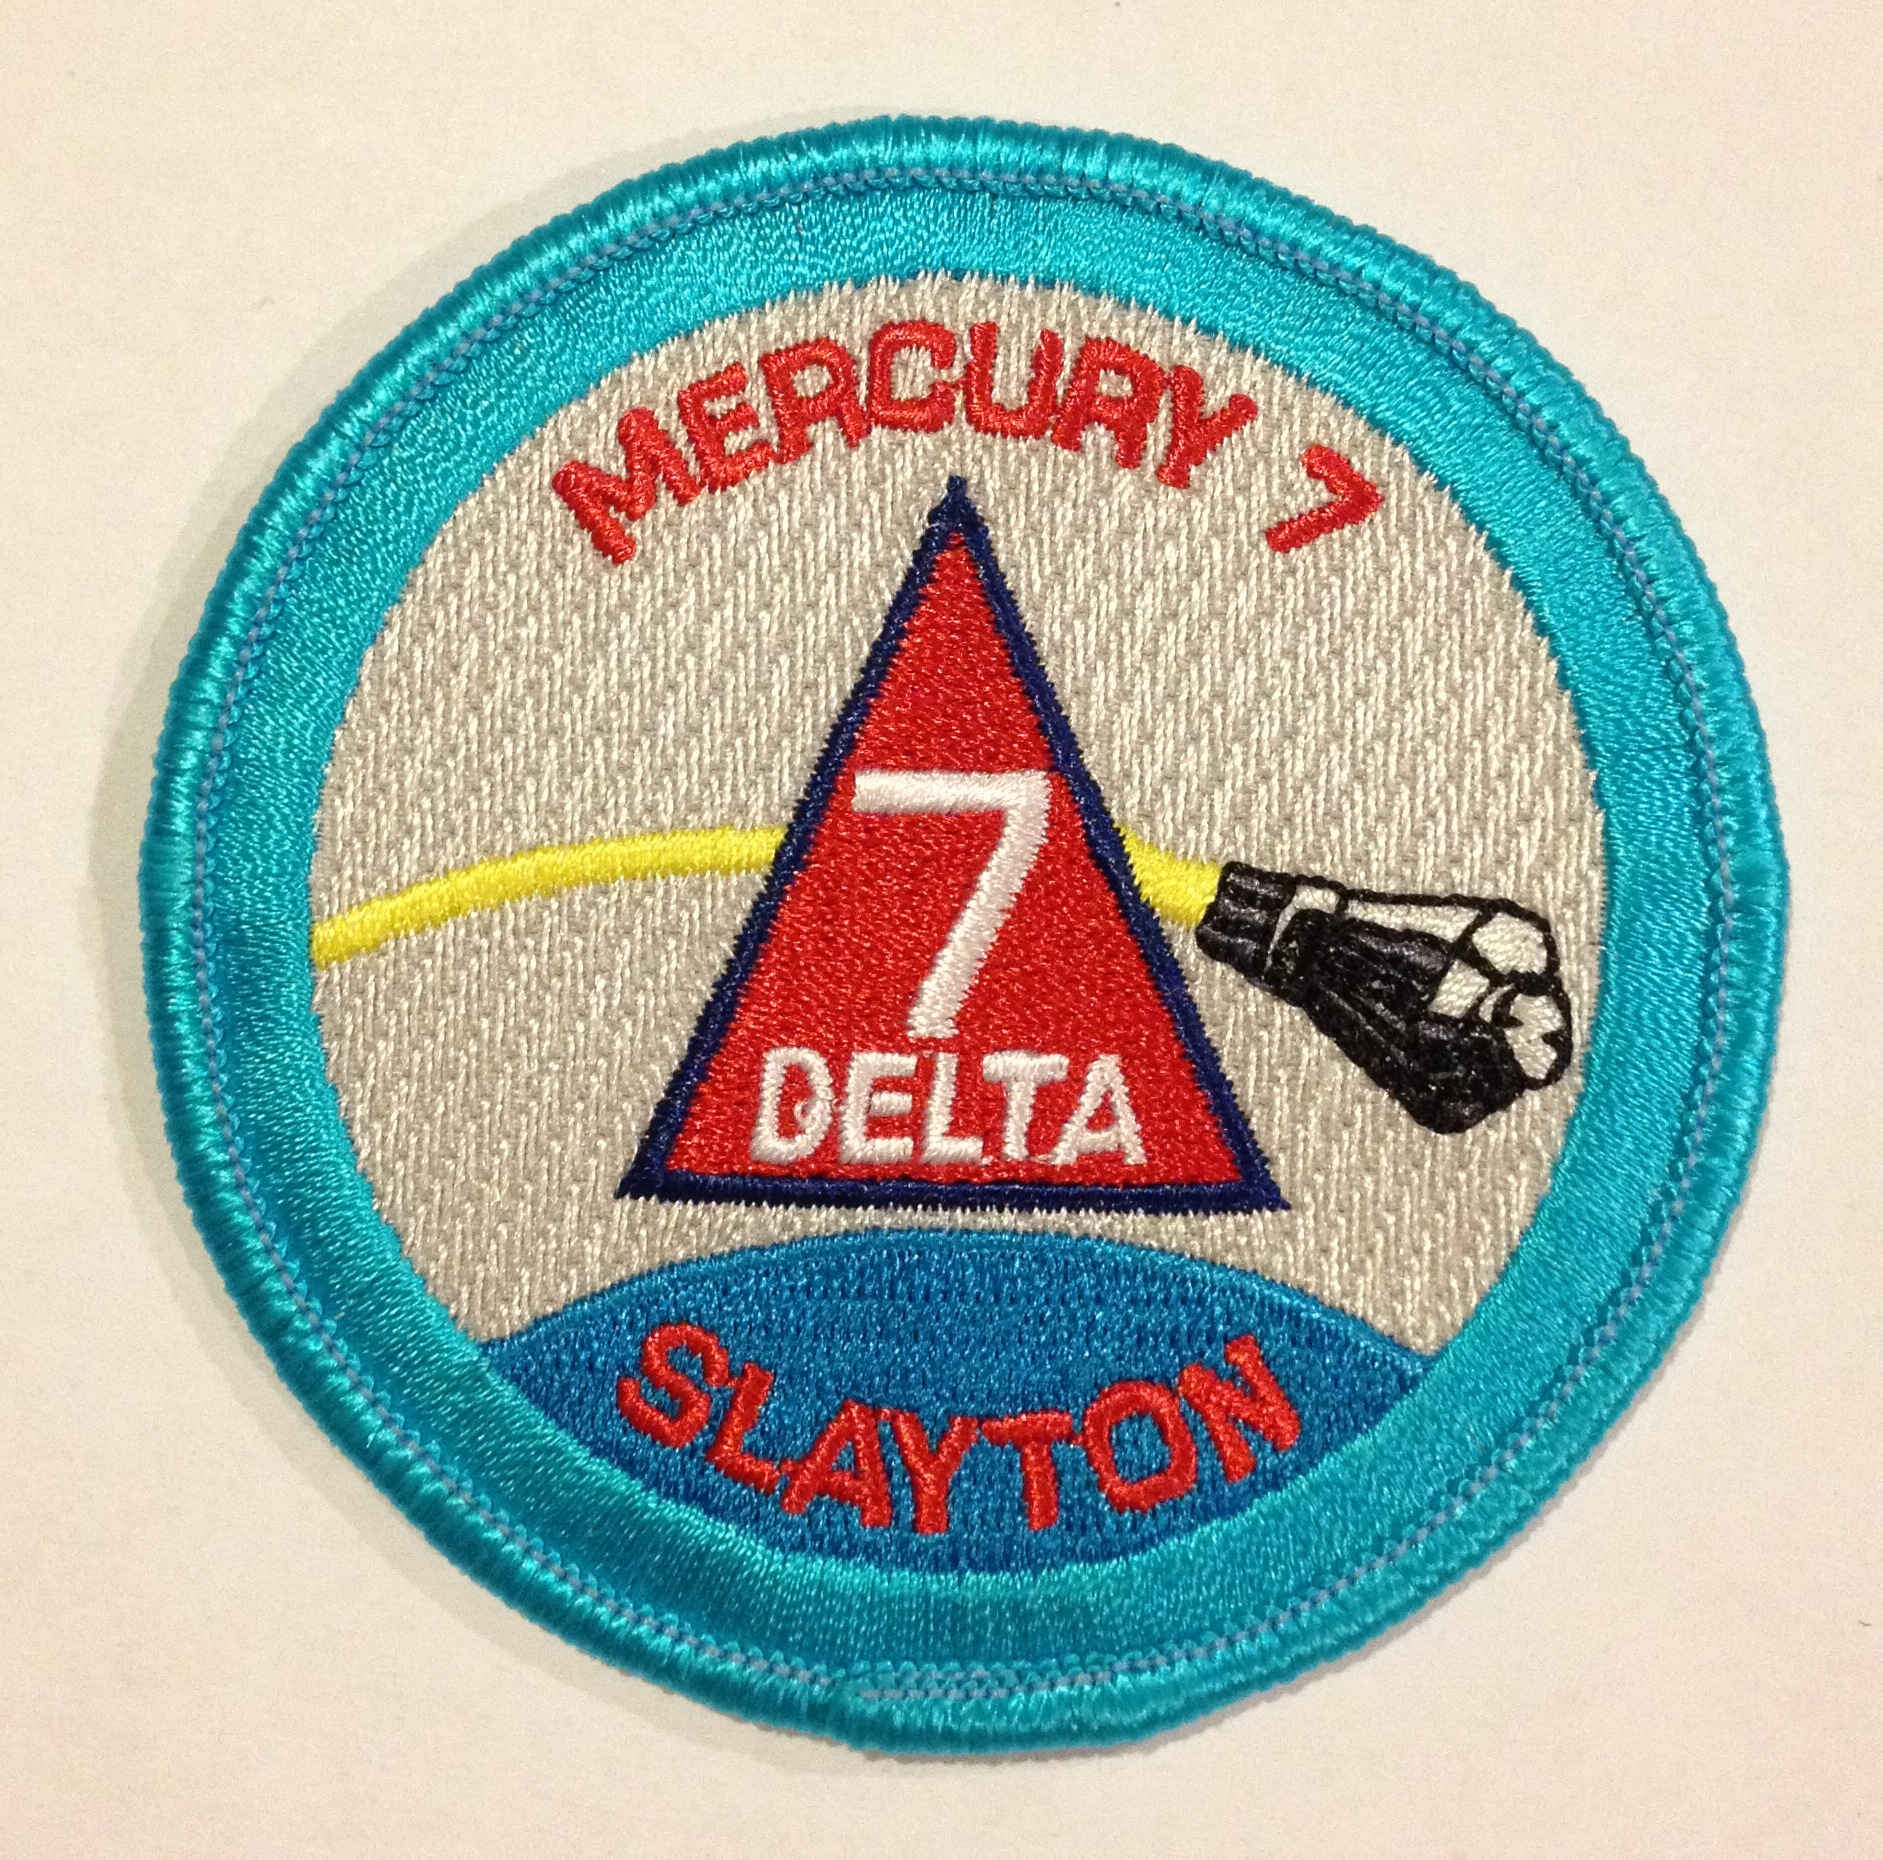 MERCURY 7
7
DELTA
SLAYTON